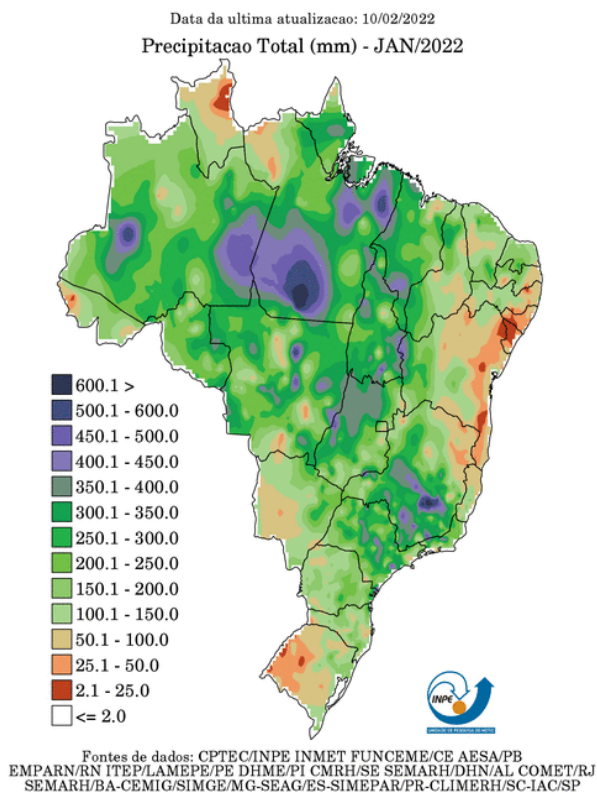 Data da ultima atualizacao: 10/02/2022
Precipitacao Total (mm) - JAN/2022
600.1 >
500.1 - 600.0
450.1 - 500.0
400.1 - 450.0
350.1 - 400.0
300.1 - 350.0
250.1 - 300.0
200.1 - 250.0
150.1 - 200.0
100.1 - 150.0
50.1 - 100.0
25.1 - 50.0
2.1 - 25.0
<= 2.0
INPE
Fontes de dados: CPTEC/INPE INMET FUNCEME/CE AESA/PB
EMPARN/RN ITEP/LAMEPE/PE DHME/PI CMRH/SE SEMARH/DHN/AL COMET/RJ
SEMARH/BA-CEMIG/SIMGE/MG-SEAG/ES-SIMEPAR/PR-CLIMERH/SC-IAC/SP